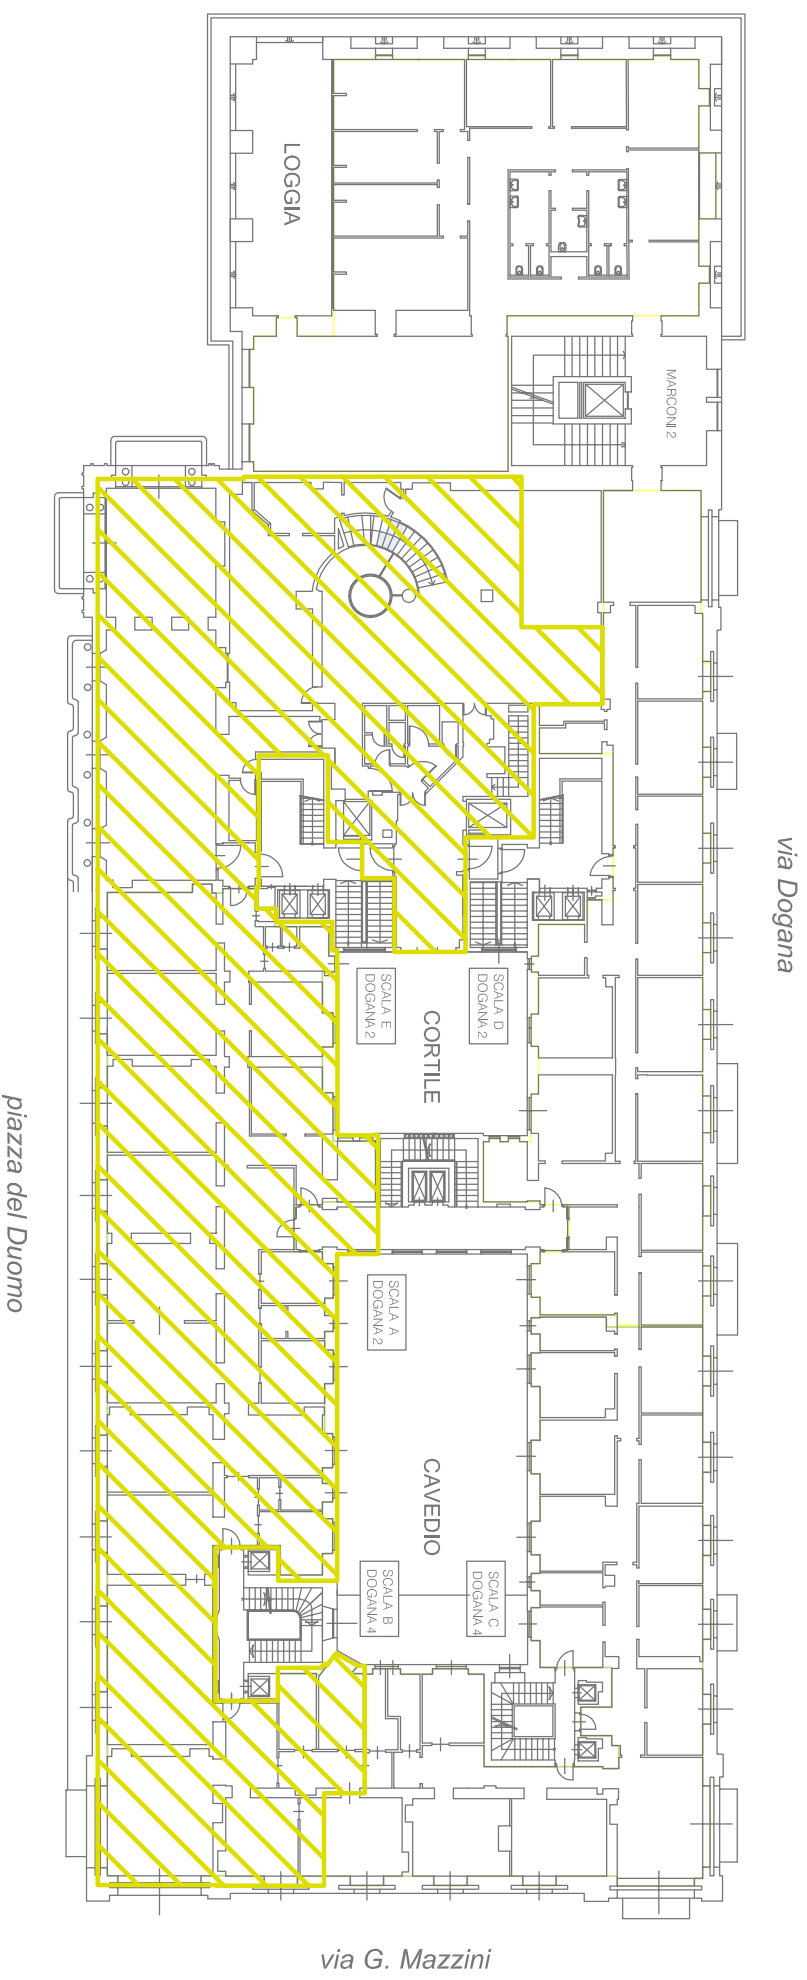 LOGGIA
MARCONI 2
via Dogana
SCALA E
DOGANA 2
CORTILE
SCALA D
DOGANA 2
piazza del Duomo
SCALA A
DOGANA 2
CAVEDIO
SCALA B
DOGANA 4
SCALA C
DOGANA 4
via G. Mazzini